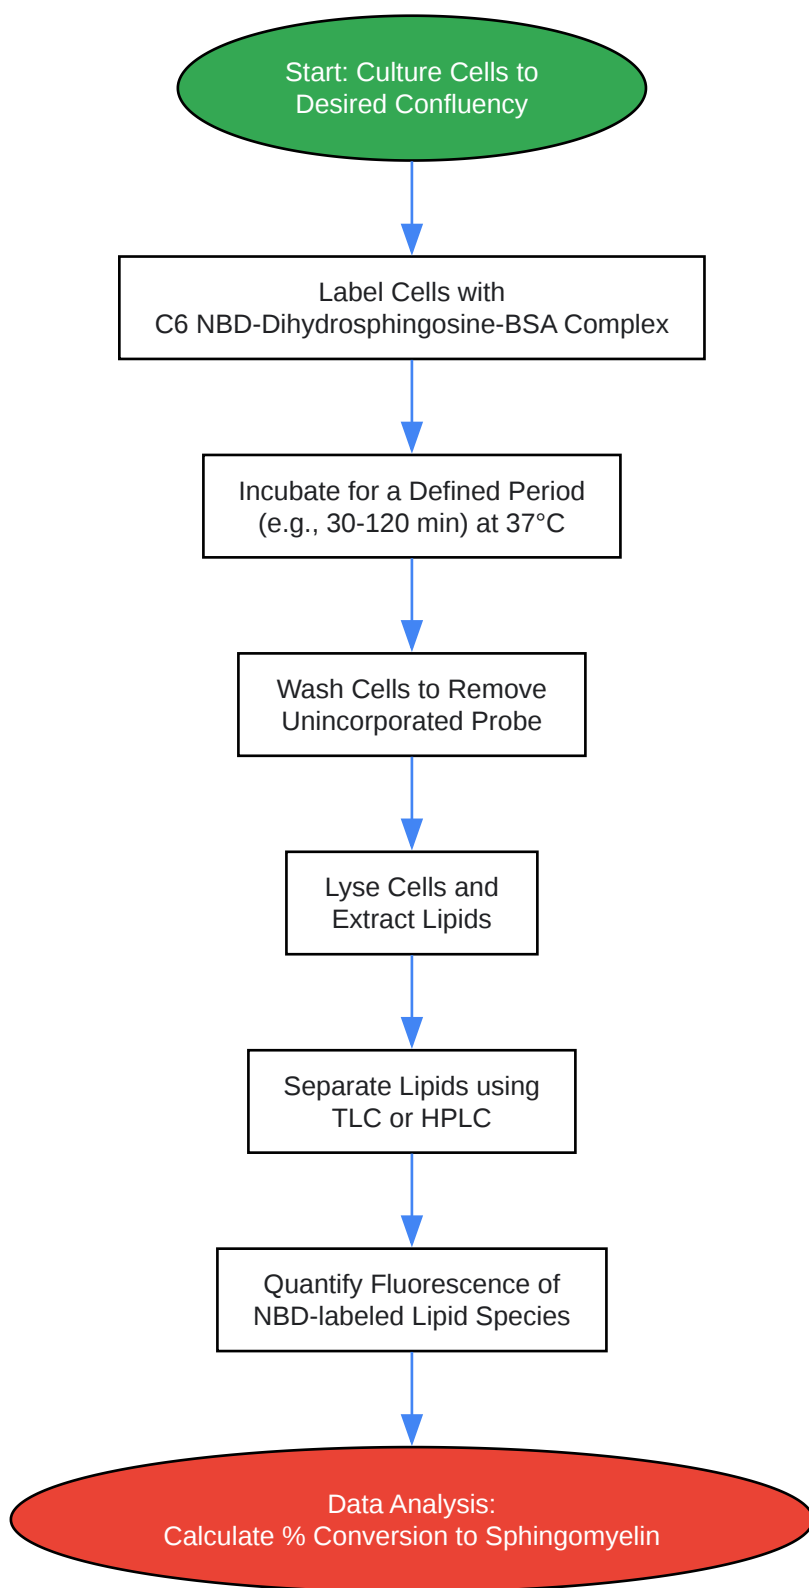 Start: Culture Cells to
Desired Confluency
Label Cells with
C6 NBD-Dihydrosphingosine-BSA Complex
Incubate for a Defined Period
(e.g., 30-120 min) at 37°C
Wash Cells to Remove
Unincorporated Probe
Lyse Cells and
Extract Lipids
Separate Lipids using
TLC or HPLC
Quantify Fluorescence of
NBD-labeled Lipid Species
Data Analysis:
Calculate % Conversion to Sphingomyelin